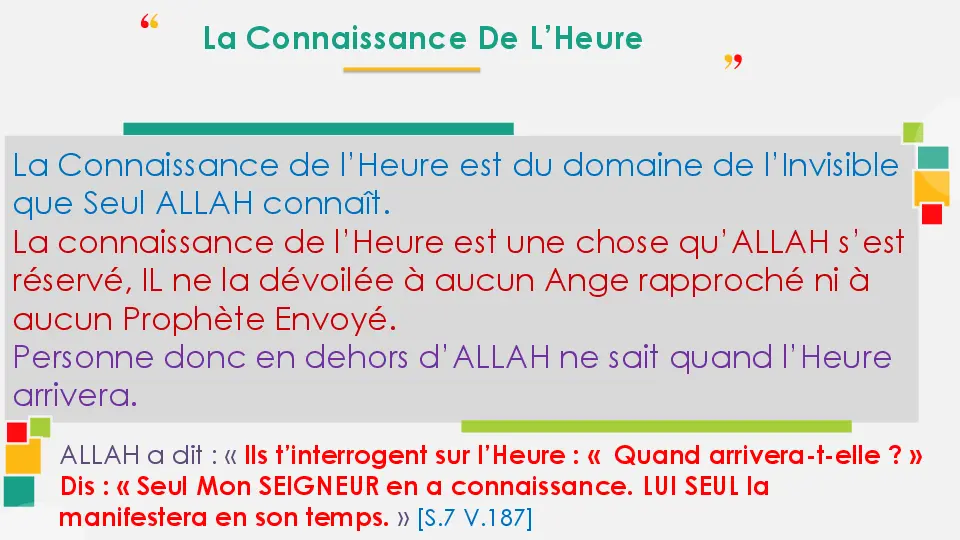 “
La Connaissance De L’Heure
”
La Connaissance de l’Heure est du domaine de l’Invisible
que Seul ALLAH connaît.
La connaissance de l’Heure est une chose qu’ALLAH s’est
réservé, IL ne la dévoilée à aucun Ange rapproché ni à
aucun Prophète Envoyé.
Personne donc en dehors d’ALLAH ne sait quand l’Heure
arrivera.
ALLAH a dit : « Ils t’interrogent sur l’Heure : « Quand arrivera-t-elle ? »
Dis : « Seul Mon SEIGNEUR en a connaissance. LUI SEUL la
manifestera en son temps. » [S.7 V.187]